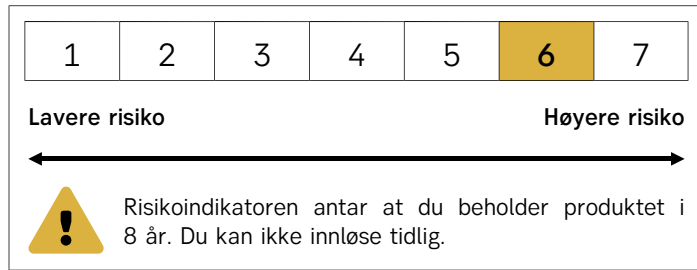 1 2 3 4 5 6 7
Lavere risiko Høyere risiko
Risikoindikatoren antar at du beholder produktet i
8 år. Du kan ikke innløse tidlig.